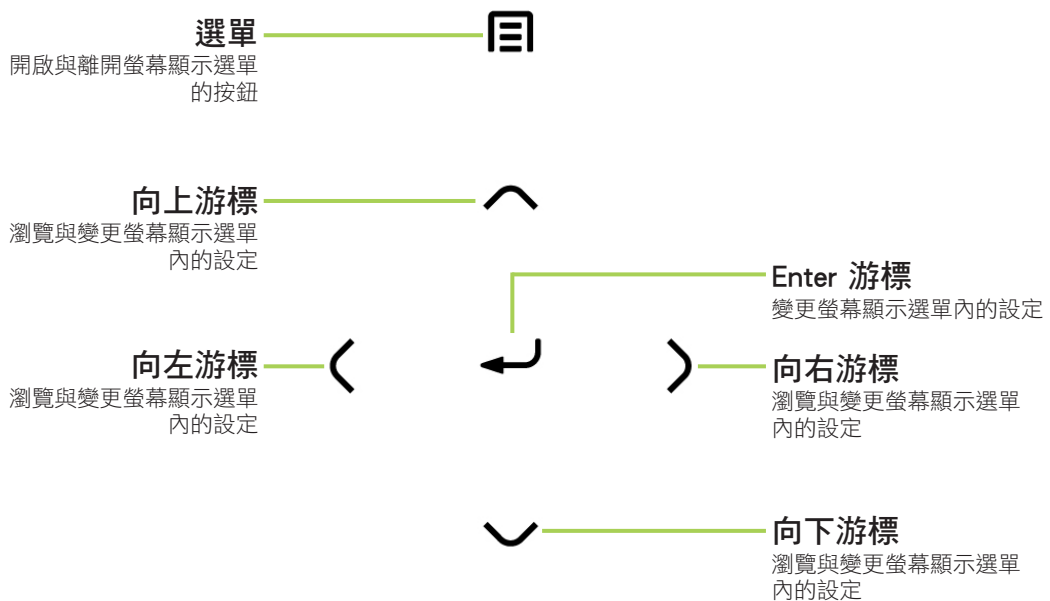 選單
開啟與離開螢幕顯示選單
的按鈕
向上游標
瀏覽與變更螢幕顯示選單
內的設定
Enter 游標
變更螢幕顯示選單內的設定
向左游標
瀏覽與變更螢幕顯示選單
內的設定
向右游標
瀏覽與變更螢幕顯示選單
內的設定
向下游標
瀏覽與變更螢幕顯示選單
內的設定